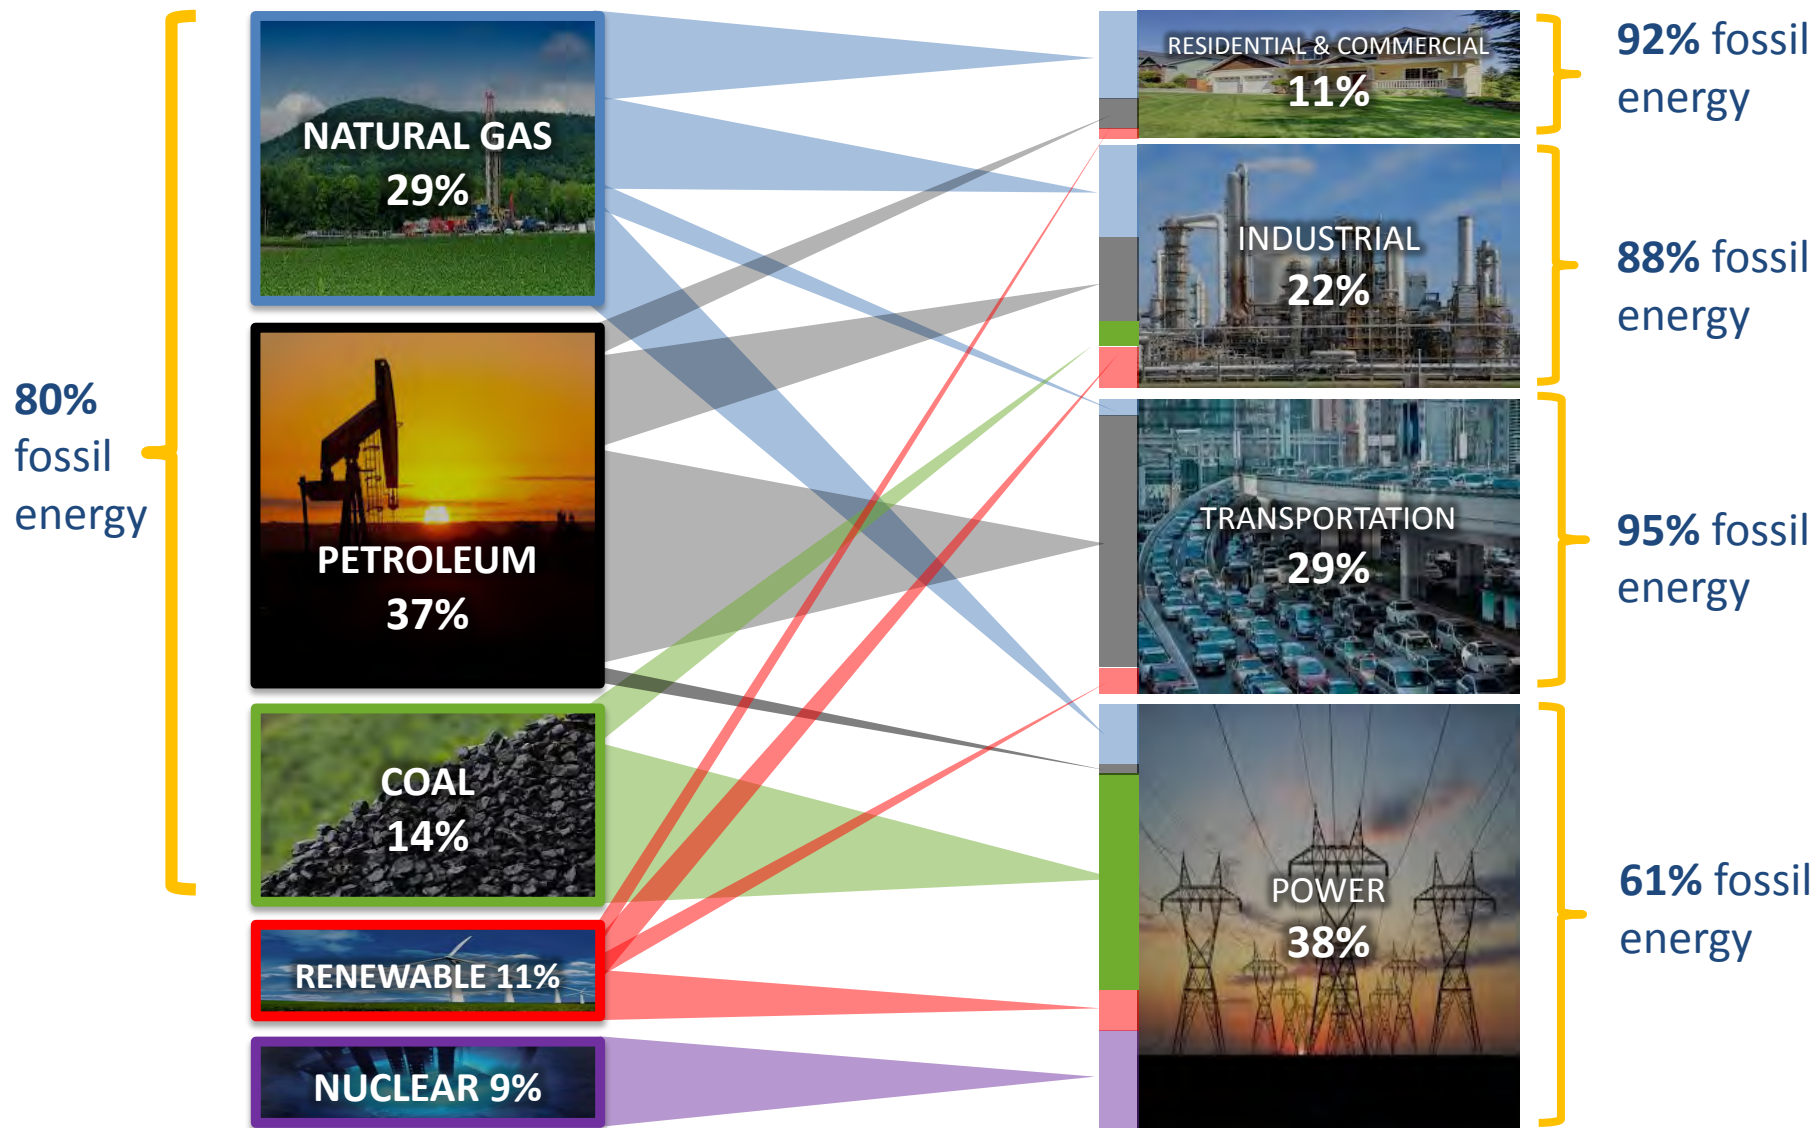 80%
fossil
energy
NATURAL GAS
29%
PETROLEUM
37%
COAL
14%
RENEWABLE 11%
NUCLEAR 9%
RESIDENTIAL & COMMERCIAL
11%
INDUSTRIAL
22%
TRANSPORTATION
29%
POWER
38%
92% fossil
energy
88% fossil
energy
95% fossil
energy
61% fossil
energy